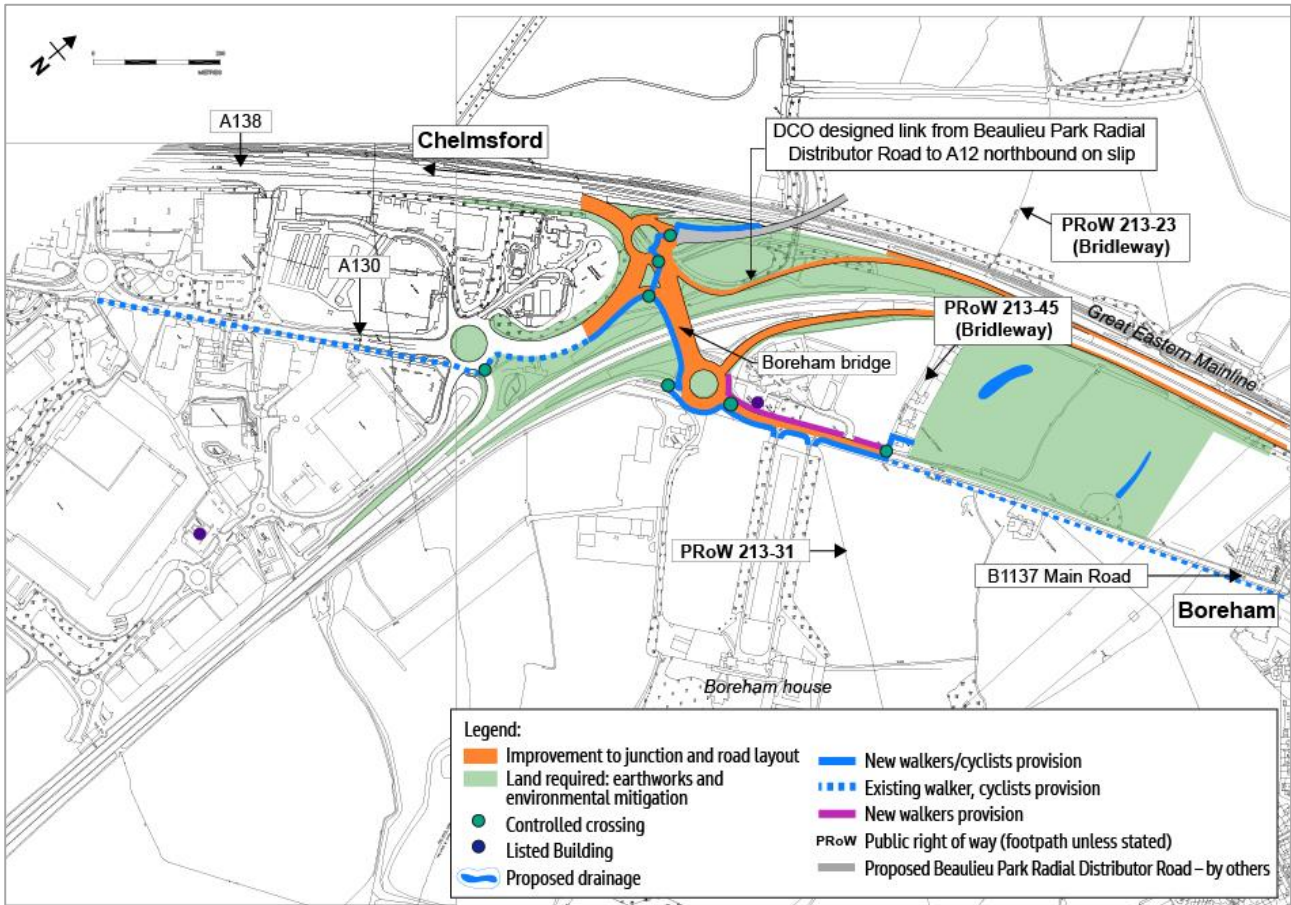 N
0
METRES
A138
Chelmsford
DCO designed link from Beaulieu Park Radial
Distributor Road to A12 northbound on slip
PRoW 213-23
(Bridleway)
A130
PRoW 213-45
(Bridleway)
Great Eastern Mainline
Boreham bridge
PRoW 213-31
B1137 Main Road
Boreham
Boreham house
Legend:
Improvement to junction and road layout
Land required: earthworks and
environmental mitigation
Controlled crossing
Listed Building
Proposed drainage
New walkers/cyclists provision
Existing walker, cyclists provision
New walkers provision
PRoW Public right of way (footpath unless stated)
Proposed Beaulieu Park Radial Distributor Road – by others